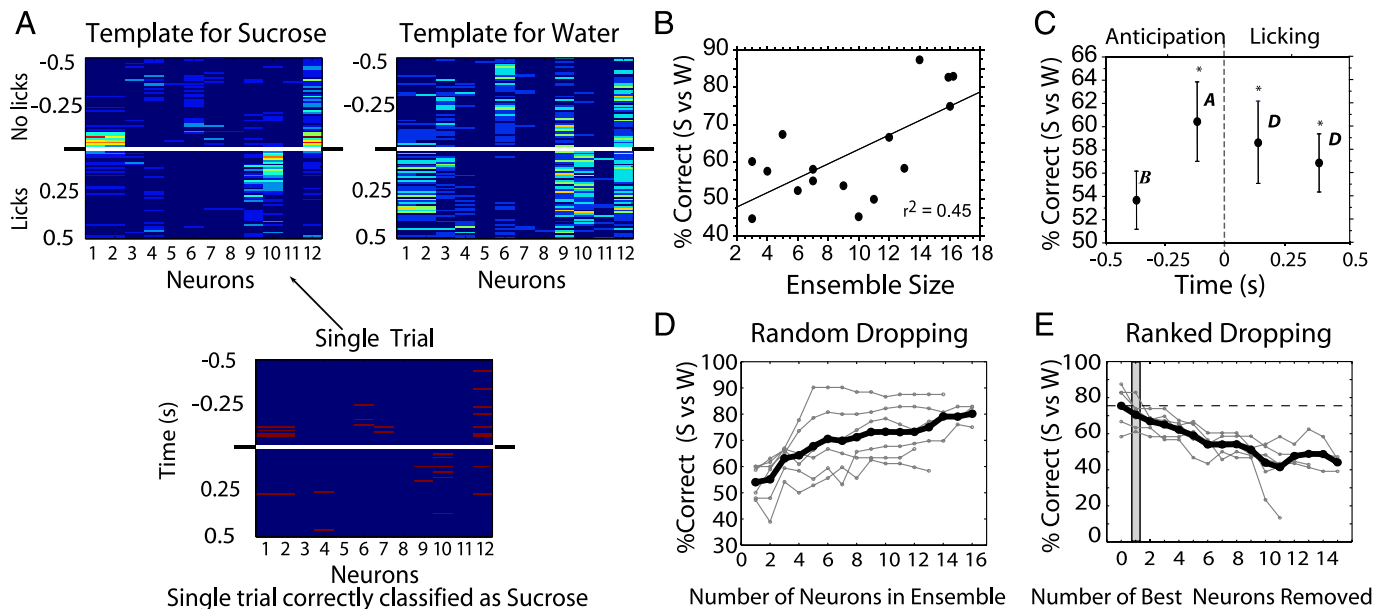 A
Template for Sucrose
Template for Water
-0.5
-0.25
0.25
0.5
No licks
Licks
1 2 3 4 5 6 7 8 9 10 11 12
Neurons
-0.5
-0.25
0.25
0.5
1 2 3 4 5 6 7 8 9 10 11 12
Neurons
Single Trial
-0.5
-0.25
0.25
0.5
Time (s)
1 2 3 4 5 6 7 8 9 10 11 12
Neurons
Single trial correctly classified as Sucrose
B
90
80
70
60
50
40
% Correct (S vs W)
r² = 0.45
2 4 6 8 10 12 14 16 18
Ensemble Size
C
Anticipation Licking
66
64
62
60
58
56
54
52
50
% Correct (S vs W)
B
*
A
*
D
*
D
-0.5 -0.25 0 0.25 0.5
Time (s)
D
Random Dropping
100
90
80
70
60
50
40
30
%Correct (S vs W)
0 2 4 6 8 10 12 14 16
Number of Neurons in Ensemble
E
Ranked Dropping
100
80
60
40
20
0
% Correct (S vs W)
0 2 4 6 8 10 12 14
Number of Best Neurons Removed